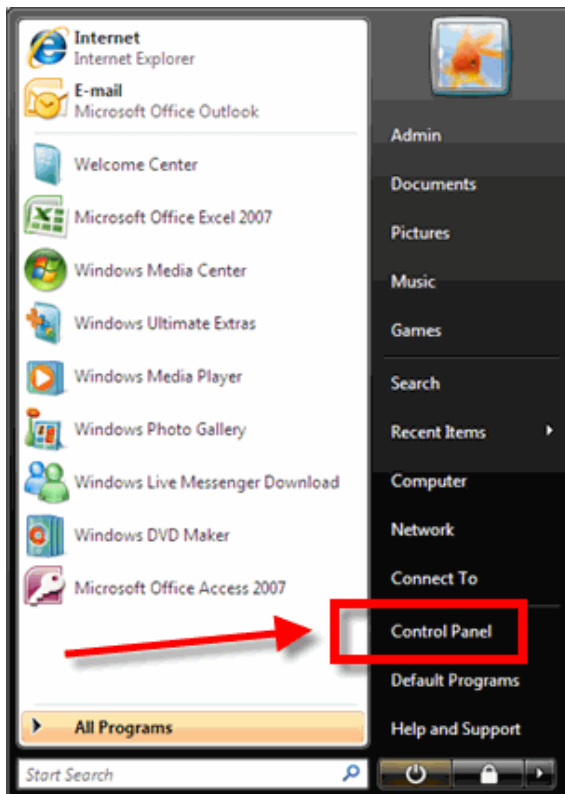 Internet
Internet Explorer
E-mail
Microsoft Office Outlook
Welcome Center
Microsoft Office Excel 2007
Windows Media Center
Windows Ultimate Extras
Windows Media Player
Windows Photo Gallery
Windows Live Messenger Download
Windows DVD Maker
Microsoft Office Access 2007
All Programs
Start Search
Admin
Documents
Pictures
Music
Games
Search
Recent Items
Computer
Network
Connect To
Control Panel
Default Programs
Help and Support